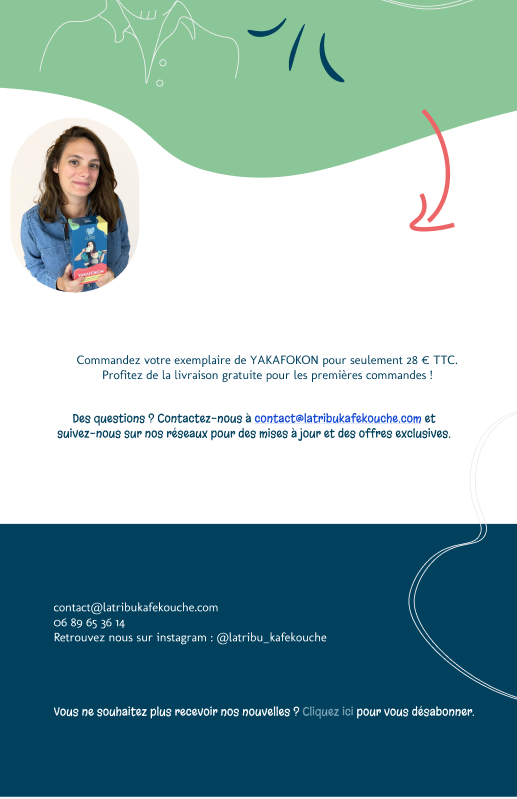 YAKAFOKON
Commandez votre exemplaire de YAKAFOKON pour seulement 28 € TTC.
Profitez de la livraison gratuite pour les premières commandes !
Des questions ? Contactez-nous à contact@latribukafekouche.com et
suivez-nous sur nos réseaux pour des mises à jour et des offres exclusives.
contact@latribukafekouche.com
06 89 65 36 14
Retrouvez nous sur instagram : @latribu_kafekouche
Vous ne souhaitez plus recevoir nos nouvelles ? Cliquez ici pour vous désabonner.